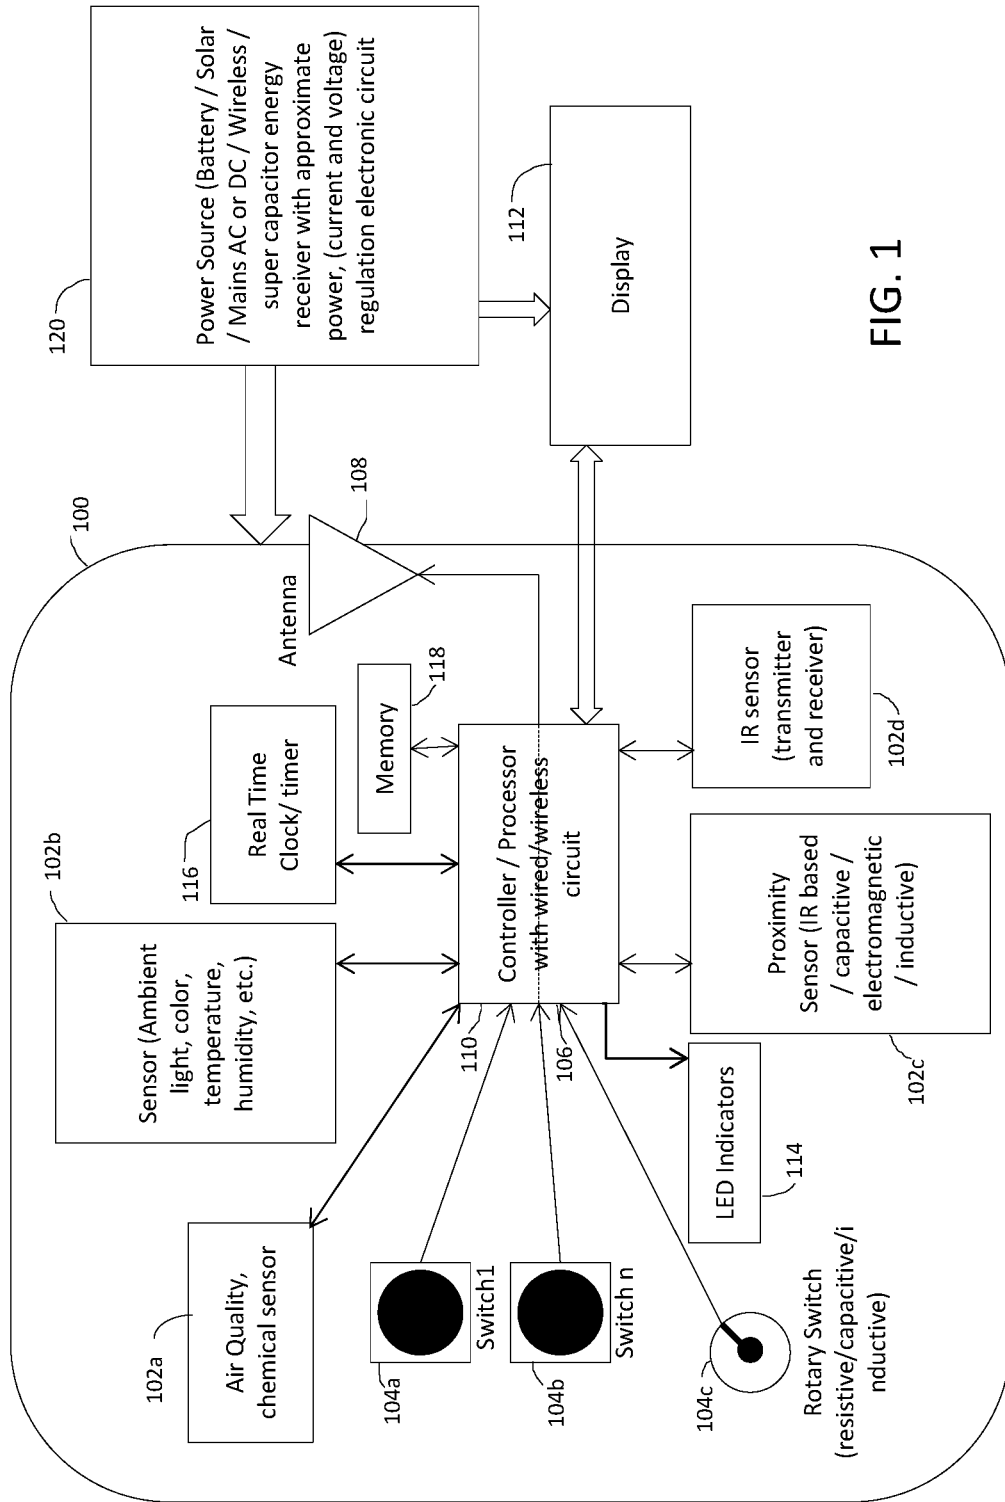 120
Power Source (Battery / Solar
/ Mains AC or DC / Wireless /
super capacitor energy
receiver with approximate
power, (current and voltage)
regulation electronic circuit
100
112
Display
Antenna
108
102b
Sensor (Ambient
light, color,
temperature,
humidity, etc.)
116
Real Time
Clock/ timer
Memory
118
102a
Air Quality,
chemical sensor
110
Controller / Processor
with wired/wireless
circuit
106
104a
Switch1
104b
Switch n
104c
Rotary Switch
(resistive/capacitive/i
nductive)
LED Indicators
114
Proximity
Sensor (IR based
/ capacitive /
electromagnetic
/ inductive)
102c
IR sensor
(transmitter
and receiver)
102d
FIG. 1